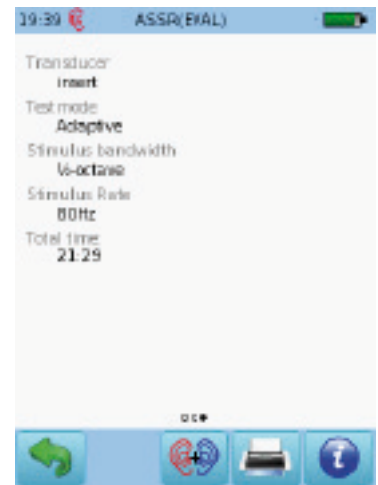 19:39 ASSR(EVAL)
Transducer
insert
Test mode
Adaptive
Stimulus bandwidth
½-octave
Stimulus Rate
80Hz
Total time:
21:29